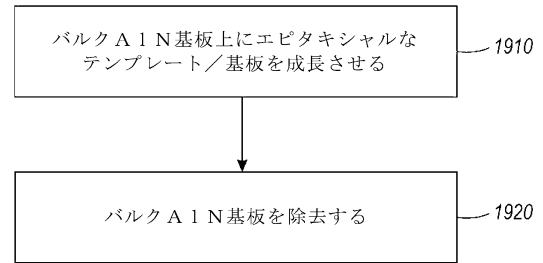 バルクＡｌＮ基板上にエピタキシャルな
テンプレート／基板を成長させる
1910
バルクＡｌＮ基板を除去する
1920